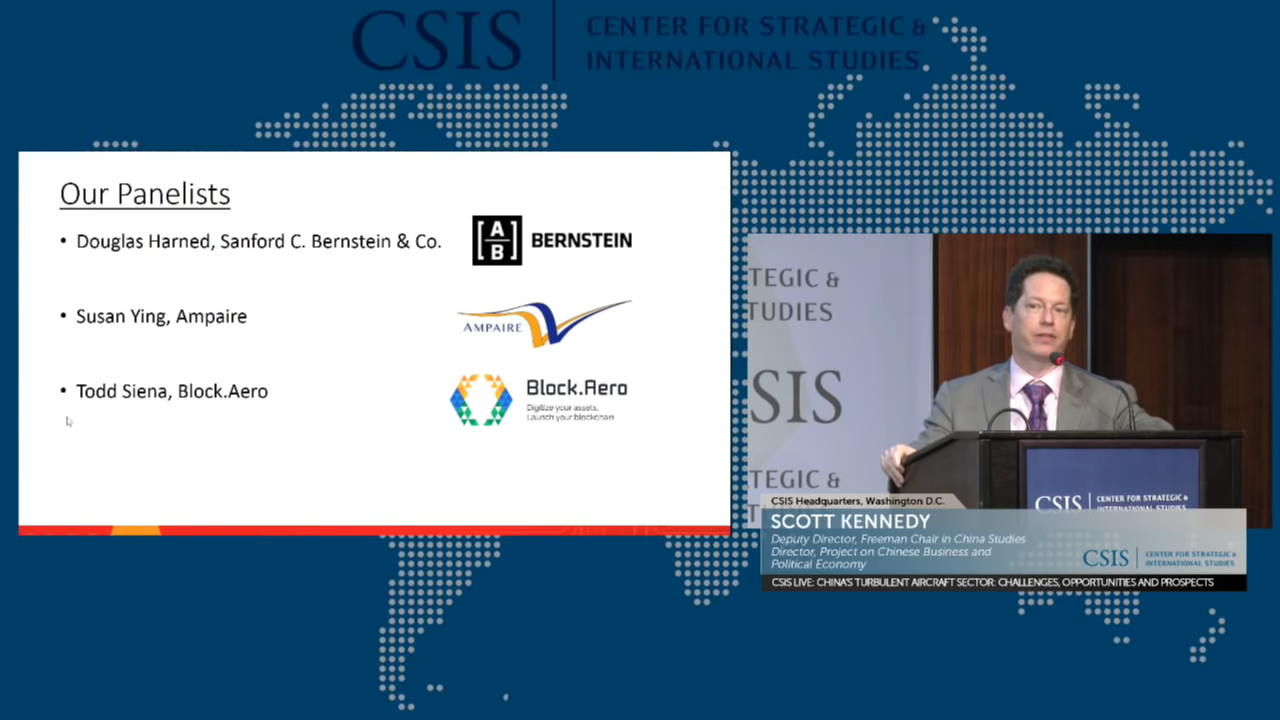 CSIS
CENTER FOR STRATEGIC &
INTERNATIONAL STUDIES
Our Panelists
• Douglas Harned, Sanford C. Bernstein & Co.
[A B] BERNSTEIN
• Susan Ying, Ampaire
AMPAIRE
• Todd Siena, Block.Aero
Block.Aero
Digitize your assets.
Launch your blockchain
TEGIC &
TUDIES
SIS
TEGIC &
CSIS
CENTER FOR STRATEGIC &
INTERNATIONAL STUDIES
CSIS Headquarters, Washington D.C.
SCOTT KENNEDY
Deputy Director, Freeman Chair in China Studies
Director, Project on Chinese Business and
Political Economy
CSIS
CENTER FOR STRATEGIC &
INTERNATIONAL STUDIES
CSIS LIVE: CHINA'S TURBULENT AIRCRAFT SECTOR: CHALLENGES, OPPORTUNITIES AND PROSPECTS